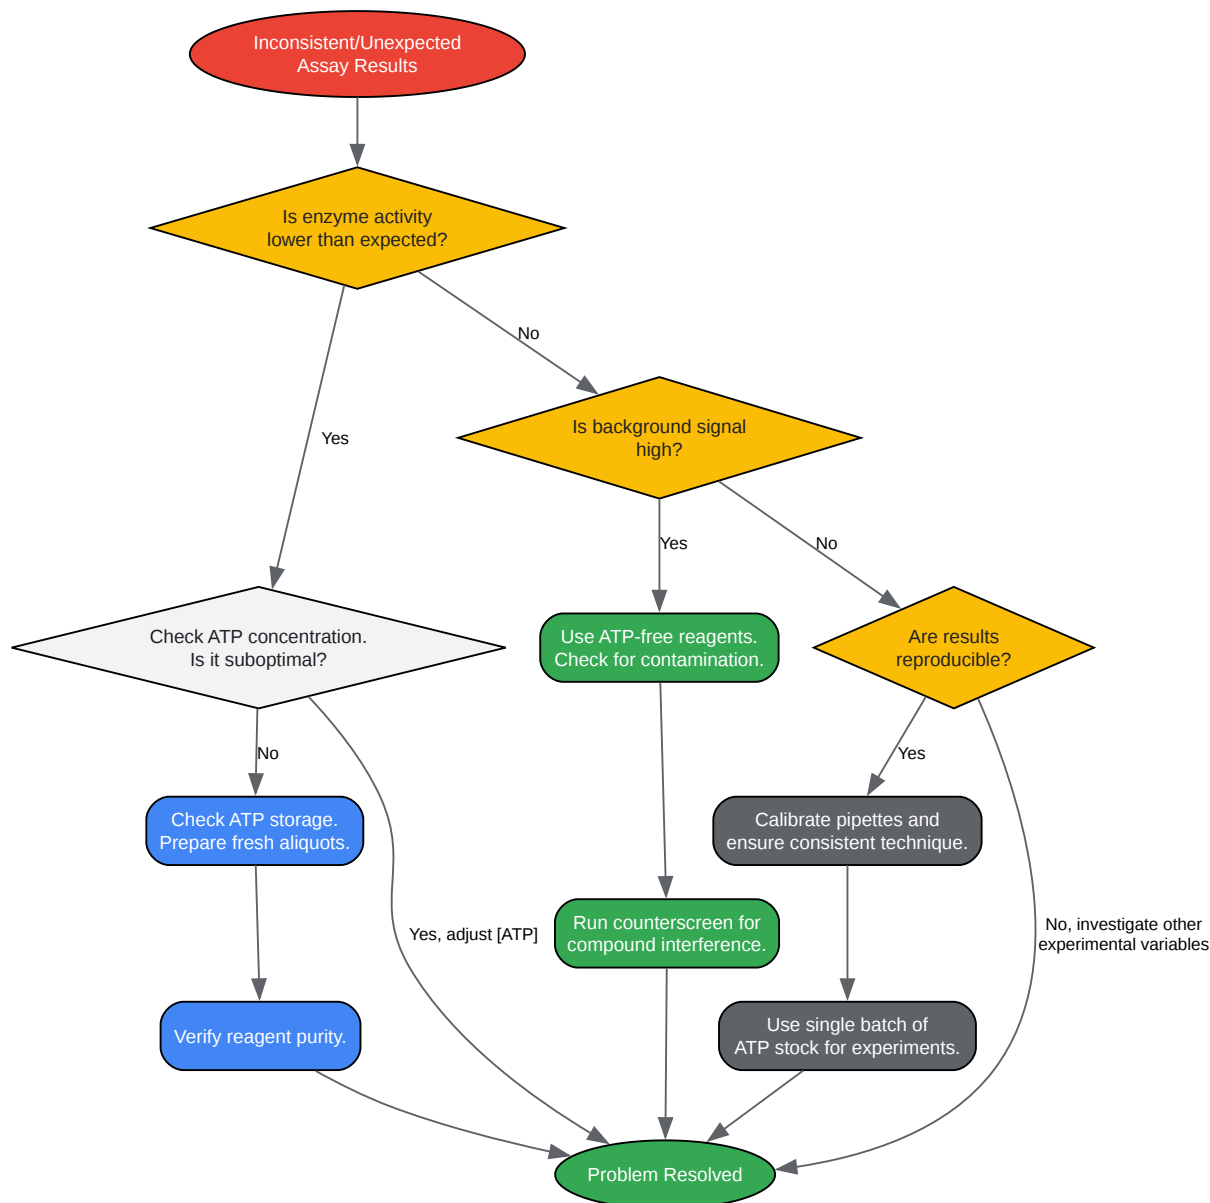 Inconsistent/Unexpected
Assay Results
Is enzyme activity
lower than expected?
No
Yes
Is background signal
high?
Yes
No
Check ATP concentration.
Is it suboptimal?
Use ATP-free reagents.
Check for contamination.
Are results
reproducible?
No
Yes
Check ATP storage.
Prepare fresh aliquots.
Calibrate pipettes and
ensure consistent technique.
Yes, adjust [ATP]
Run counterscreen for
compound interference.
No, investigate other
experimental variables
Verify reagent purity.
Use single batch of
ATP stock for experiments.
Problem Resolved